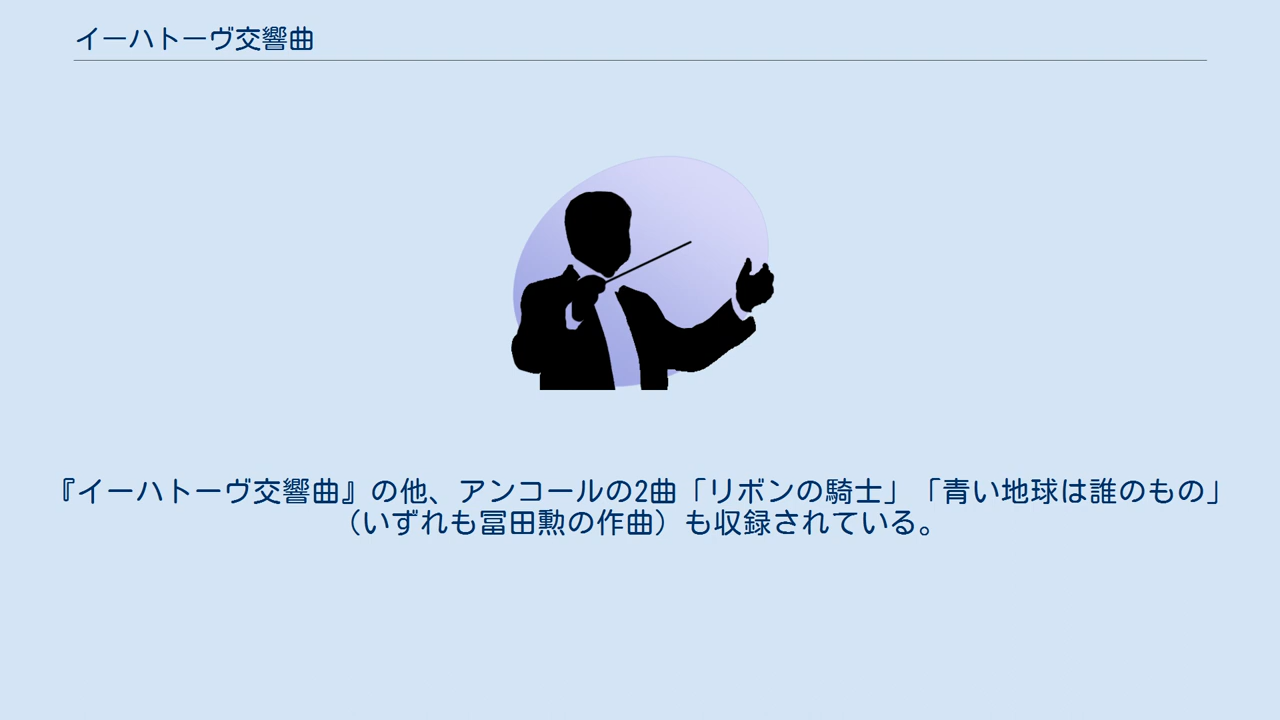 イーハトーヴ交響曲
『イーハトーヴ交響曲』の他、アンコールの2曲「リボンの騎士」「青い地球は誰のもの」
（いずれも冨田勲の作曲）も収録されている。